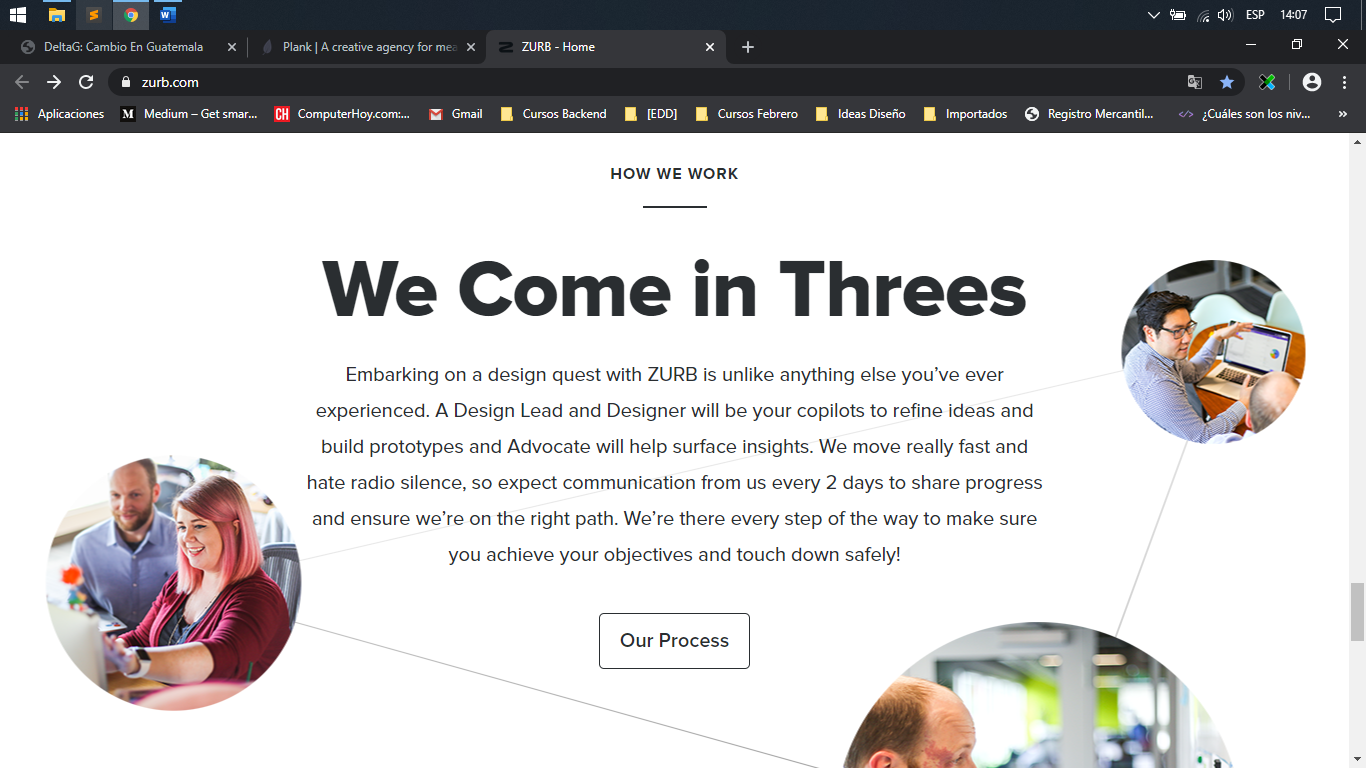 ESP 14:07
DeltaG: Cambio En Guatemala
Plank | A creative agency for mea
ZURB - Home
zurb.com
Aplicaciones
M Medium – Get smar...
CH ComputerHoy.com:...
Gmail
Cursos Backend
[EDD]
Cursos Febrero
Ideas Diseño
Importados
Registro Mercantil...
</> ¿Cuáles son los niv...
»
HOW WE WORK
We Come in Threes
Embarking on a design quest with ZURB is unlike anything else you’ve ever
experienced. A Design Lead and Designer will be your copilots to refine ideas and
build prototypes and Advocate will help surface insights. We move really fast and
hate radio silence, so expect communication from us every 2 days to share progress
and ensure we’re on the right path. We’re there every step of the way to make sure
you achieve your objectives and touch down safely!
Our Process